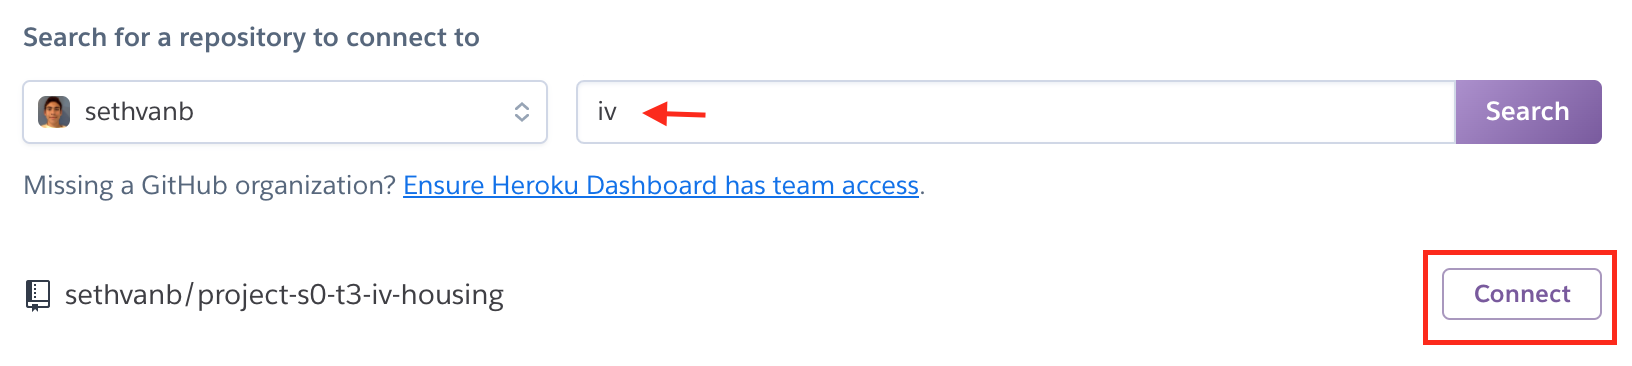 Search for a repository to connect to
sethvanb
iv
Search
Missing a GitHub organization? Ensure Heroku Dashboard has team access.
sethvanb/project-s0-t3-iv-housing
Connect